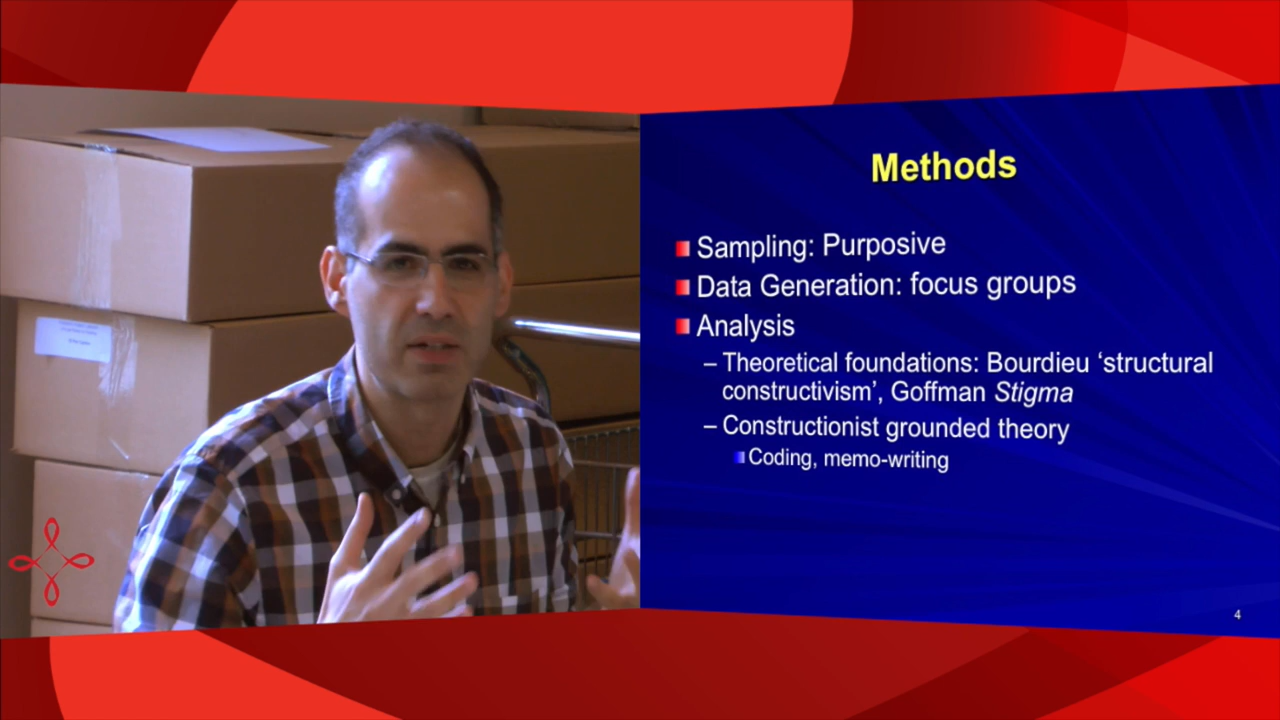 Methods
Sampling: Purposive
Data Generation: focus groups
Analysis
– Theoretical foundations: Bourdieu ‘structural
constructivism’, Goffman Stigma
– Constructionist grounded theory
Coding, memo-writing
4